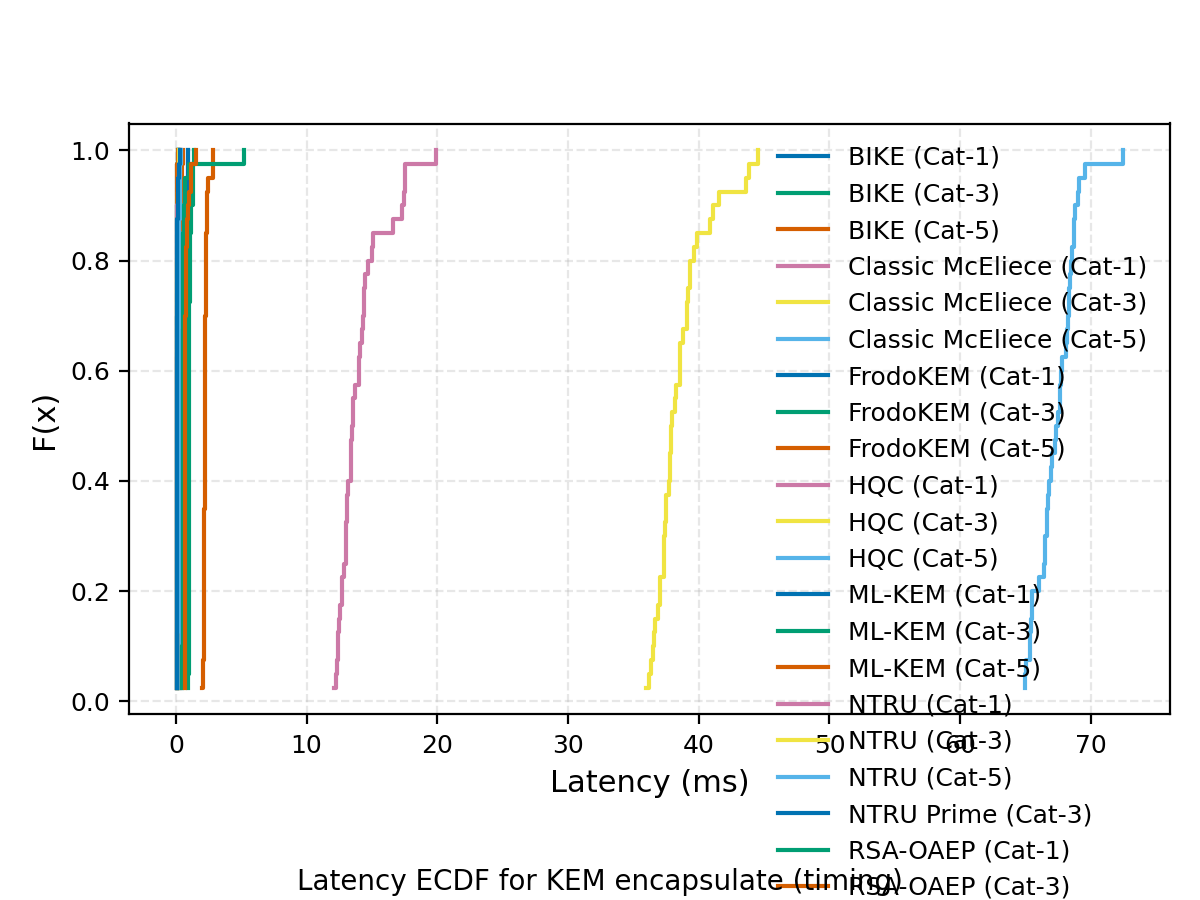 1.0
0.8
0.6
0.4
0.2
0.0
F(x)
0
10
20
30
40
50
60
70
Latency (ms)
BIKE (Cat-1)
BIKE (Cat-3)
BIKE (Cat-5)
Classic McEliece (Cat-1)
Classic McEliece (Cat-3)
Classic McEliece (Cat-5)
FrodoKEM (Cat-1)
FrodoKEM (Cat-3)
FrodoKEM (Cat-5)
HQC (Cat-1)
HQC (Cat-3)
HQC (Cat-5)
ML-KEM (Cat-1)
ML-KEM (Cat-3)
ML-KEM (Cat-5)
NTRU (Cat-1)
NTRU (Cat-3)
NTRU (Cat-5)
NTRU Prime (Cat-3)
RSA-OAEP (Cat-1)
RSA-OAEP (Cat-3)
Latency ECDF for KEM encapsulate (timing)